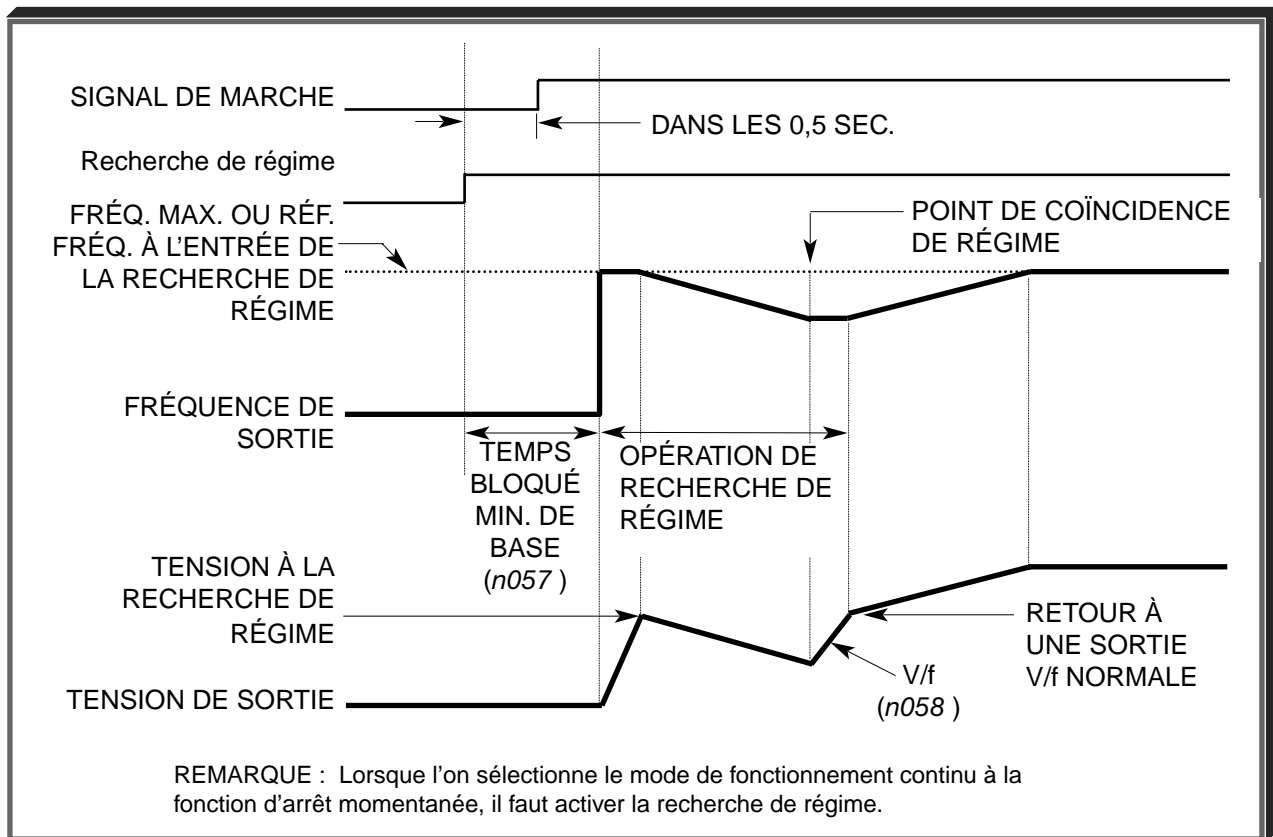 SIGNAL DE MARCHE
DANS LES 0,5 SEC.
Recherche de régime
FRÉQ. MAX. OU RÉF.
FRÉQ. À L'ENTRÉE DE
LA RECHERCHE DE
RÉGIME
POINT DE COÏNCIDENCE
DE RÉGIME
FRÉQUENCE DE
SORTIE
TEMPS
BLOQUÉ
MIN. DE
BASE
(n057 )
OPÉRATION DE
RECHERCHE DE
RÉGIME
TENSION À LA
RECHERCHE DE
RÉGIME
RETOUR À
UNE SORTIE
V/f NORMALE
V/f
(n058 )
TENSION DE SORTIE
REMARQUE : Lorsque l'on sélectionne le mode de fonctionnement continu à la
fonction d'arrêt momentanée, il faut activer la recherche de régime.